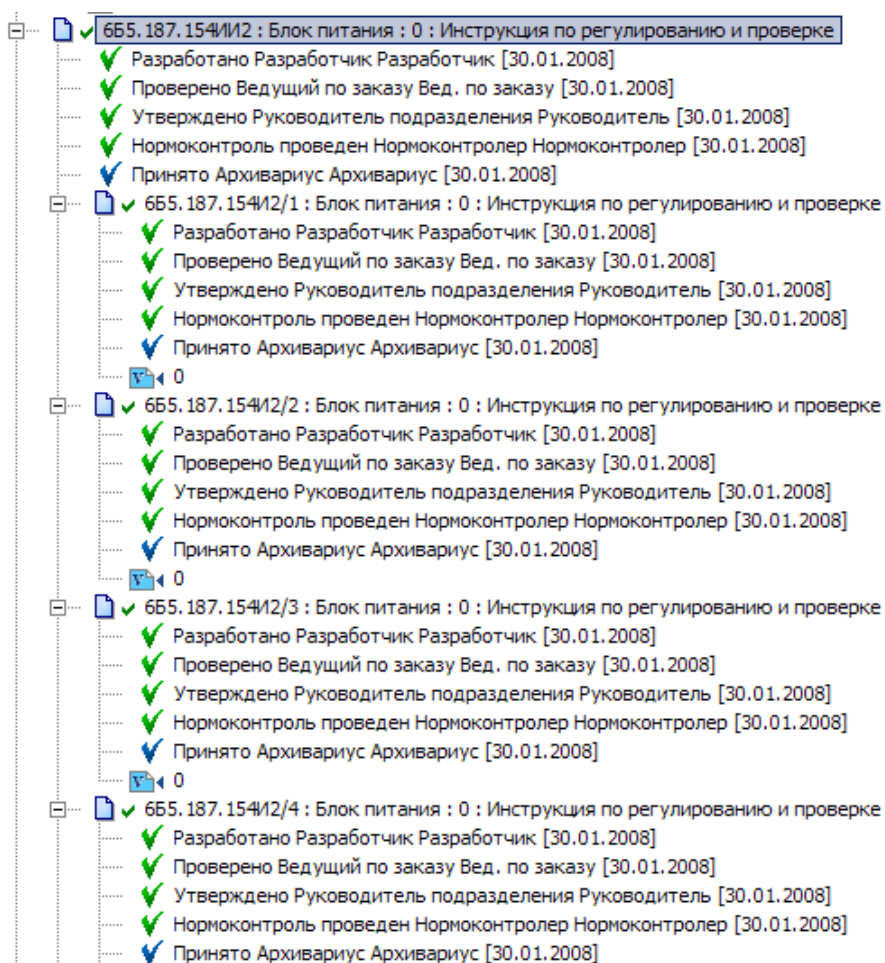 6Б5.187.154ИИ2 : Блок питания : 0 : Инструкция по регулированию и проверке
Разработано Разработчик Разработчик [30.01.2008]
Проверено Ведущий по заказу Вед. по заказу [30.01.2008]
Утверждено Руководитель подразделения Руководитель [30.01.2008]
Нормоконтроль проведен Нормоконтролер Нормоконтролер [30.01.2008]
Принято Архивариус Архивариус [30.01.2008]
6Б5.187.154И2/1 : Блок питания : 0 : Инструкция по регулированию и проверке
Разработано Разработчик Разработчик [30.01.2008]
Проверено Ведущий по заказу Вед. по заказу [30.01.2008]
Утверждено Руководитель подразделения Руководитель [30.01.2008]
Нормоконтроль проведен Нормоконтролер Нормоконтролер [30.01.2008]
Принято Архивариус Архивариус [30.01.2008]
V 0
6Б5.187.154И2/2 : Блок питания : 0 : Инструкция по регулированию и проверке
Разработано Разработчик Разработчик [30.01.2008]
Проверено Ведущий по заказу Вед. по заказу [30.01.2008]
Утверждено Руководитель подразделения Руководитель [30.01.2008]
Нормоконтроль проведен Нормоконтролер Нормоконтролер [30.01.2008]
Принято Архивариус Архивариус [30.01.2008]
V 0
6Б5.187.154И2/3 : Блок питания : 0 : Инструкция по регулированию и проверке
Разработано Разработчик Разработчик [30.01.2008]
Проверено Ведущий по заказу Вед. по заказу [30.01.2008]
Утверждено Руководитель подразделения Руководитель [30.01.2008]
Нормоконтроль проведен Нормоконтролер Нормоконтролер [30.01.2008]
Принято Архивариус Архивариус [30.01.2008]
V 0
6Б5.187.154И2/4 : Блок питания : 0 : Инструкция по регулированию и проверке
Разработано Разработчик Разработчик [30.01.2008]
Проверено Ведущий по заказу Вед. по заказу [30.01.2008]
Утверждено Руководитель подразделения Руководитель [30.01.2008]
Нормоконтроль проведен Нормоконтролер Нормоконтролер [30.01.2008]
Принято Архивариус Архивариус [30.01.2008]